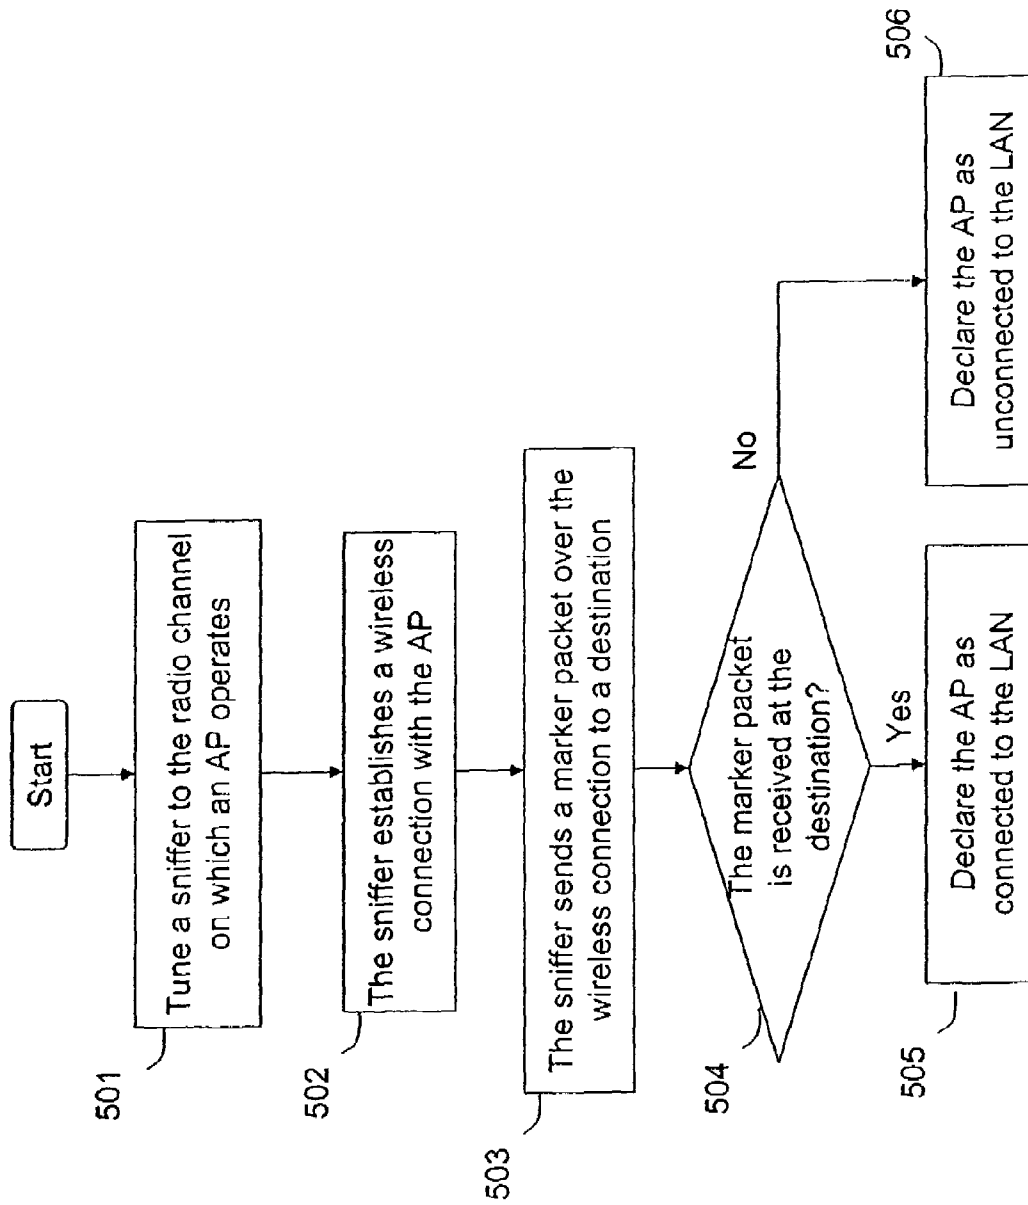 Start
501
Tune a sniffer to the radio channel
on which an AP operates
502
The sniffer establishes a wireless
connection with the AP
503
The sniffer sends a marker packet over the
wireless connection to a destination
504
The marker packet
is received at the
destination?
No
Yes
505
Declare the AP as
connected to the LAN
506
Declare the AP as
unconnected to the LAN